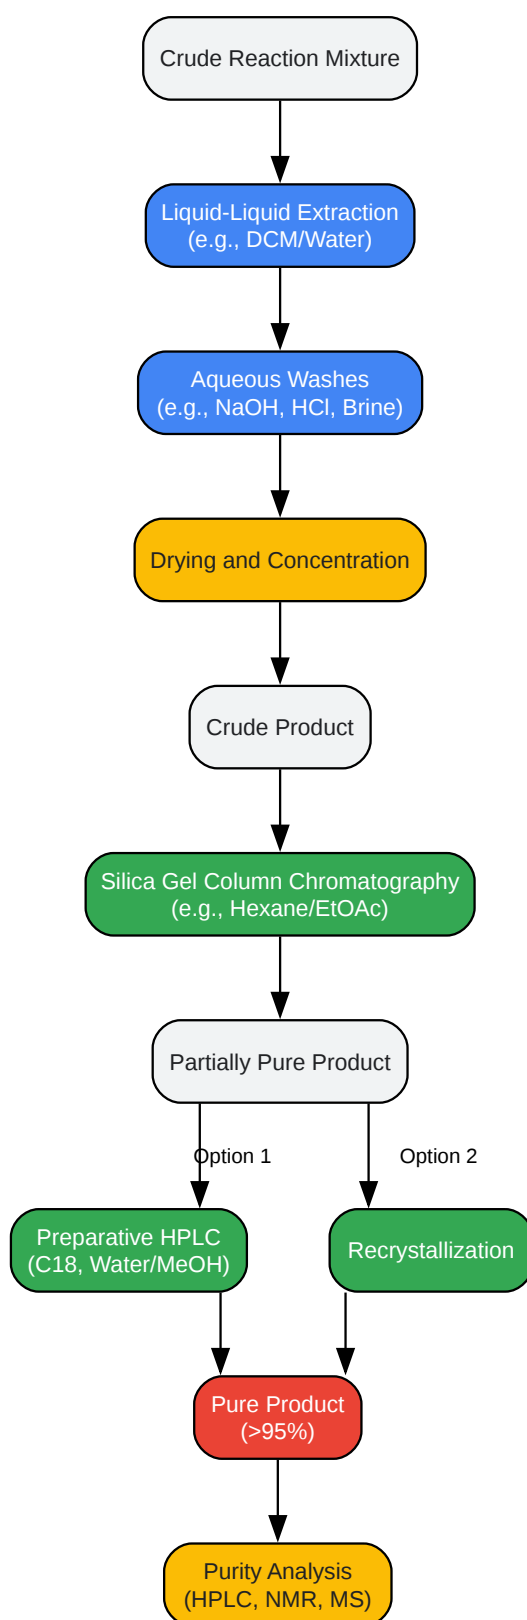 Crude Reaction Mixture
Liquid-Liquid Extraction
(e.g., DCM/Water)
Aqueous Washes
(e.g., NaOH, HCl, Brine)
Drying and Concentration
Crude Product
Silica Gel Column Chromatography
(e.g., Hexane/EtOAc)
Partially Pure Product
Option 1
Option 2
Preparative HPLC
(C18, Water/MeOH)
Recrystallization
Pure Product
(>95%)
Purity Analysis
(HPLC, NMR, MS)